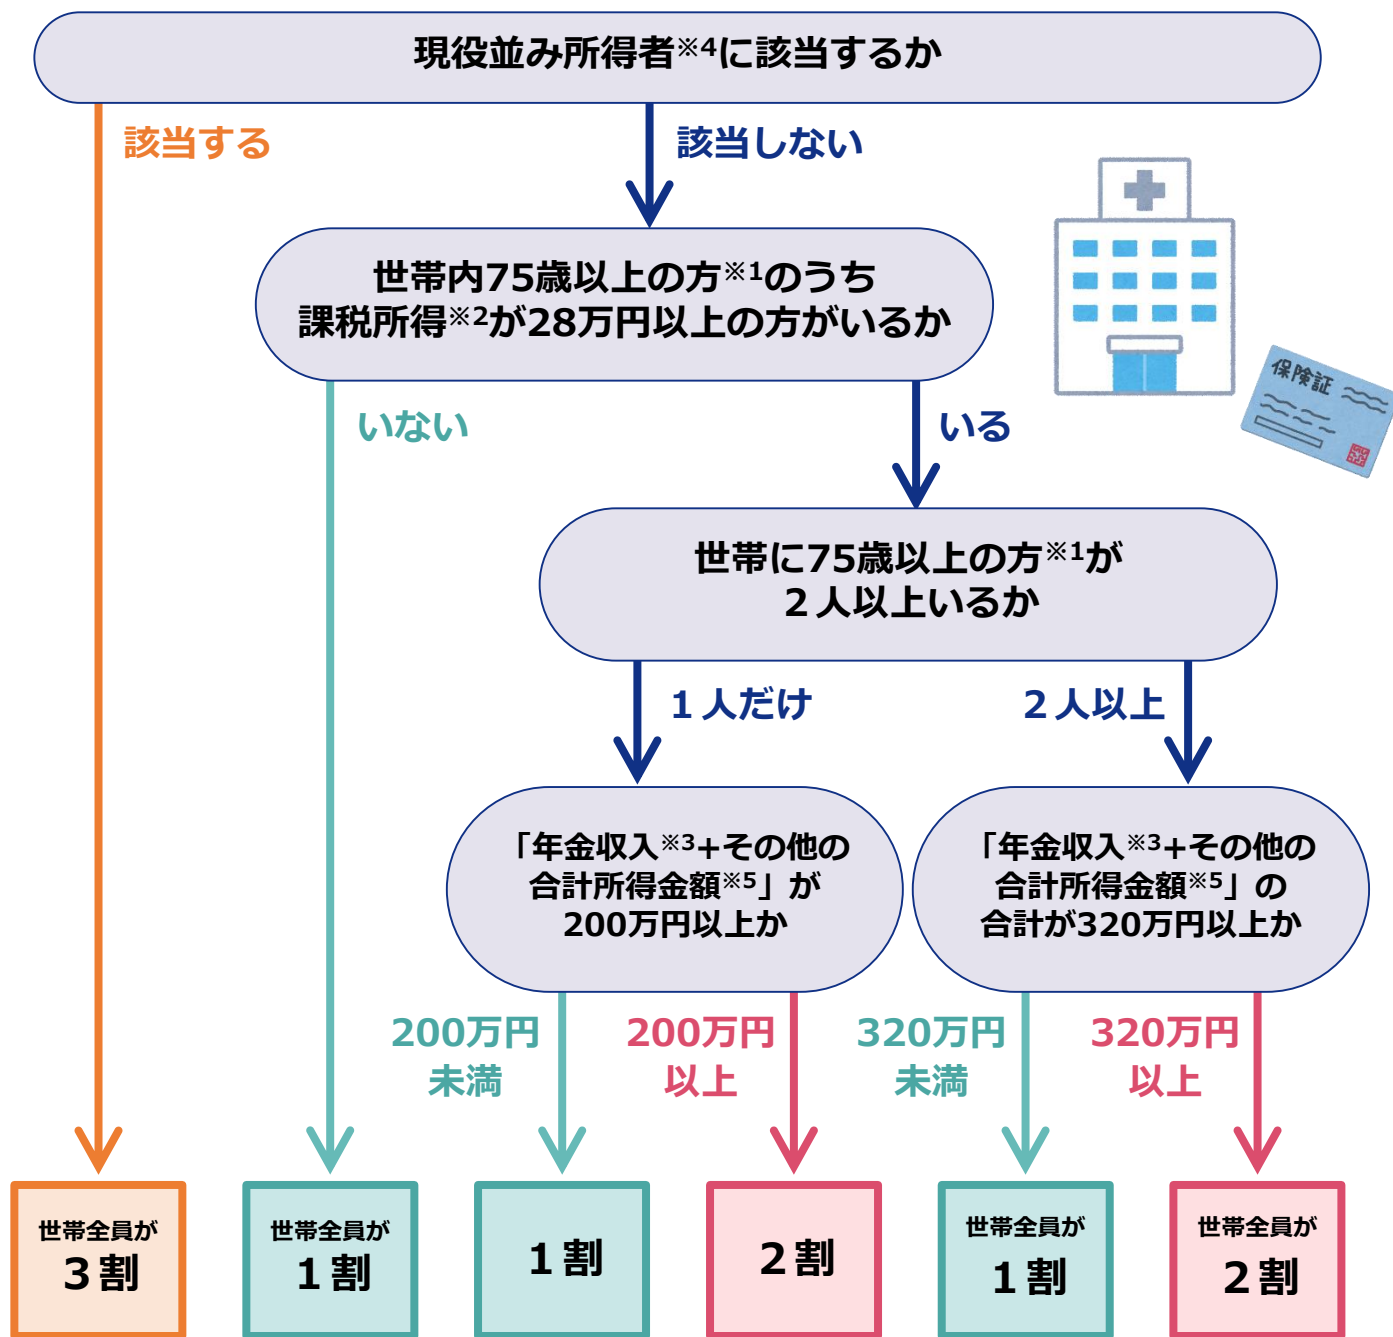 現役並み所得者※4に該当するか
該当する
該当しない
世帯内75歳以上の方※1のうち
課税所得※2が28万円以上の方がいるか
保険証
いない
いる
世帯に75歳以上の方※1が
２人以上いるか
１人だけ
２人以上
「年金収入※3+その他の
合計所得金額※5」が
200万円以上か
「年金収入※3+その他の
合計所得金額※5」の
合計が320万円以上か
200万円
未満
200万円
以上
320万円
未満
320万円
以上
世帯全員が
３割
世帯全員が
１割
１割
２割
世帯全員が
１割
世帯全員が
２割